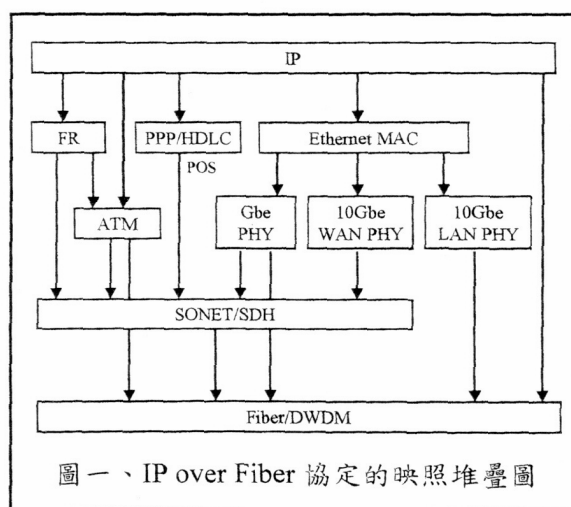 IP
FR
PPP/HDLC
Ethernet MAC
POS
ATM
Gbe
PHY
10Gbe
WAN PHY
10Gbe
LAN PHY
SONET/SDH
Fiber/DWDM
圖一、IP over Fiber 協定的映照堆疊圖